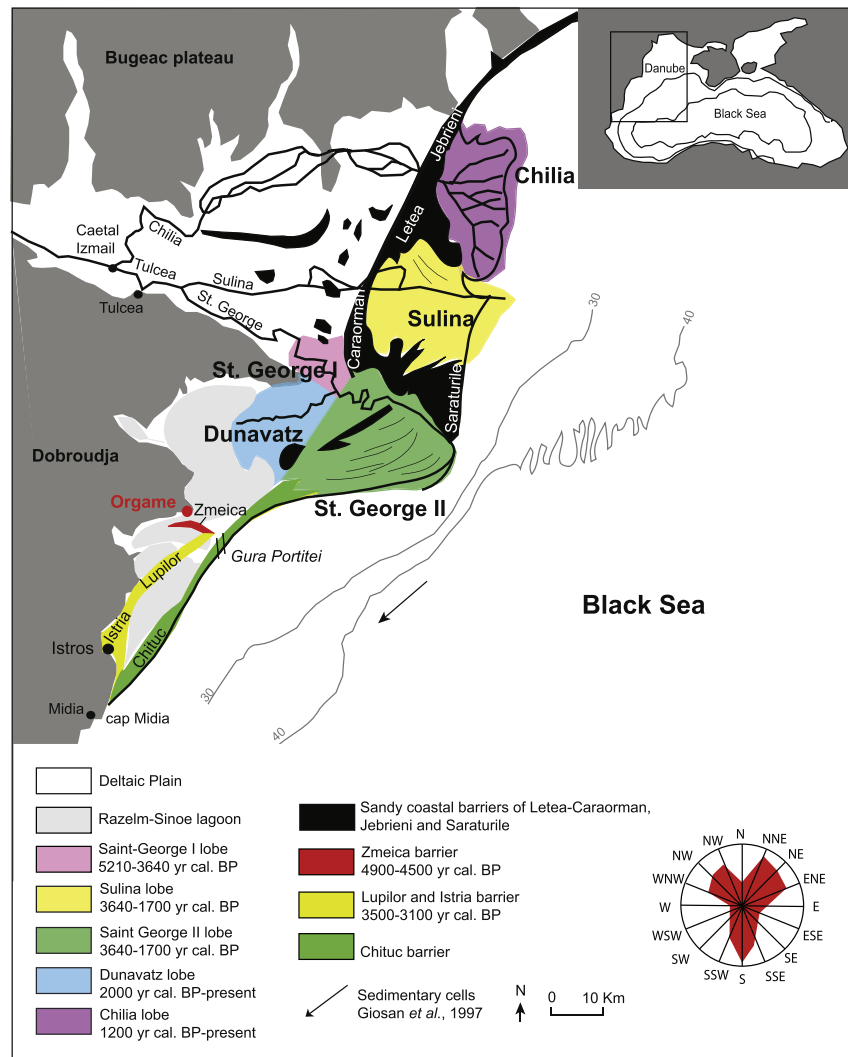 Bugeac plateau
Danube
Black Sea
Jebrieni
Chilia
Letea
Chilia
Caetal
Izmail
Tulcea
Sulina
St. George
Tulcea
Sulina
Caraorman
30
40
St. George I
Saraturile
Dunavatz
Dobroudja
Orgame
Zmeica
St. George II
Gura Portitei
Lupilor
Black Sea
Istria
Istros
Chituc
30
Midia
cap Midia
40
Deltaic Plain
Razelm-Sinoe lagoon
Saint-George I lobe
5210-3640 yr cal. BP
Sulina lobe
3640-1700 yr cal. BP
Saint George II lobe
3640-1700 yr cal. BP
Dunavatz lobe
2000 yr cal. BP-present
Chilia lobe
1200 yr cal. BP-present
Sandy coastal barriers of Letea-Caraorman,
Jebrieni and Saraturile
Zmeica barrier
4900-4500 yr cal. BP
Lupilor and Istria barrier
3500-3100 yr cal. BP
Chituc barrier
Sedimentary cells
Giosan et al., 1997
N
0 10 Km
N
NNE
NE
ENE
E
ESE
SE
SSE
S
SSW
SW
WSW
W
WNW
NW
NW